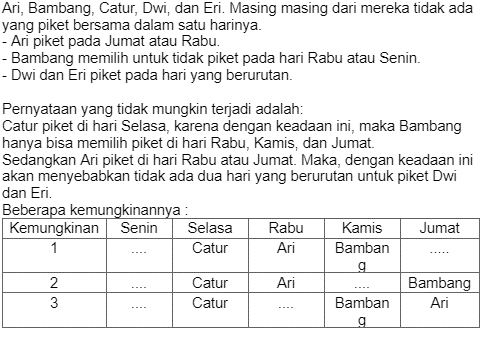 Ari, Bambang, Catur, Dwi, dan Eri. Masing masing dari mereka tidak ada
yang piket bersama dalam satu harinya.
- Ari piket pada Jumat atau Rabu.
- Bambang memilih untuk tidak piket pada hari Rabu atau Senin.
- Dwi dan Eri piket pada hari yang berurutan.
Pernyataan yang tidak mungkin terjadi adalah:
Catur piket di hari Selasa, karena dengan keadaan ini, maka Bambang
hanya bisa memilih piket di hari Rabu, Kamis, dan Jumat.
Sedangkan Ari piket di hari Rabu atau Jumat. Maka, dengan keadaan ini
akan menyebabkan tidak ada dua hari yang berurutan untuk piket Dwi
dan Eri.
Beberapa kemungkinannya :
Kemungkinan Senin Selasa Rabu Kamis Jumat
1 .... Catur Ari Bamban .....
g
2 .... Catur Ari .... Bambang
3 .... Catur .... Bamban Ari
g